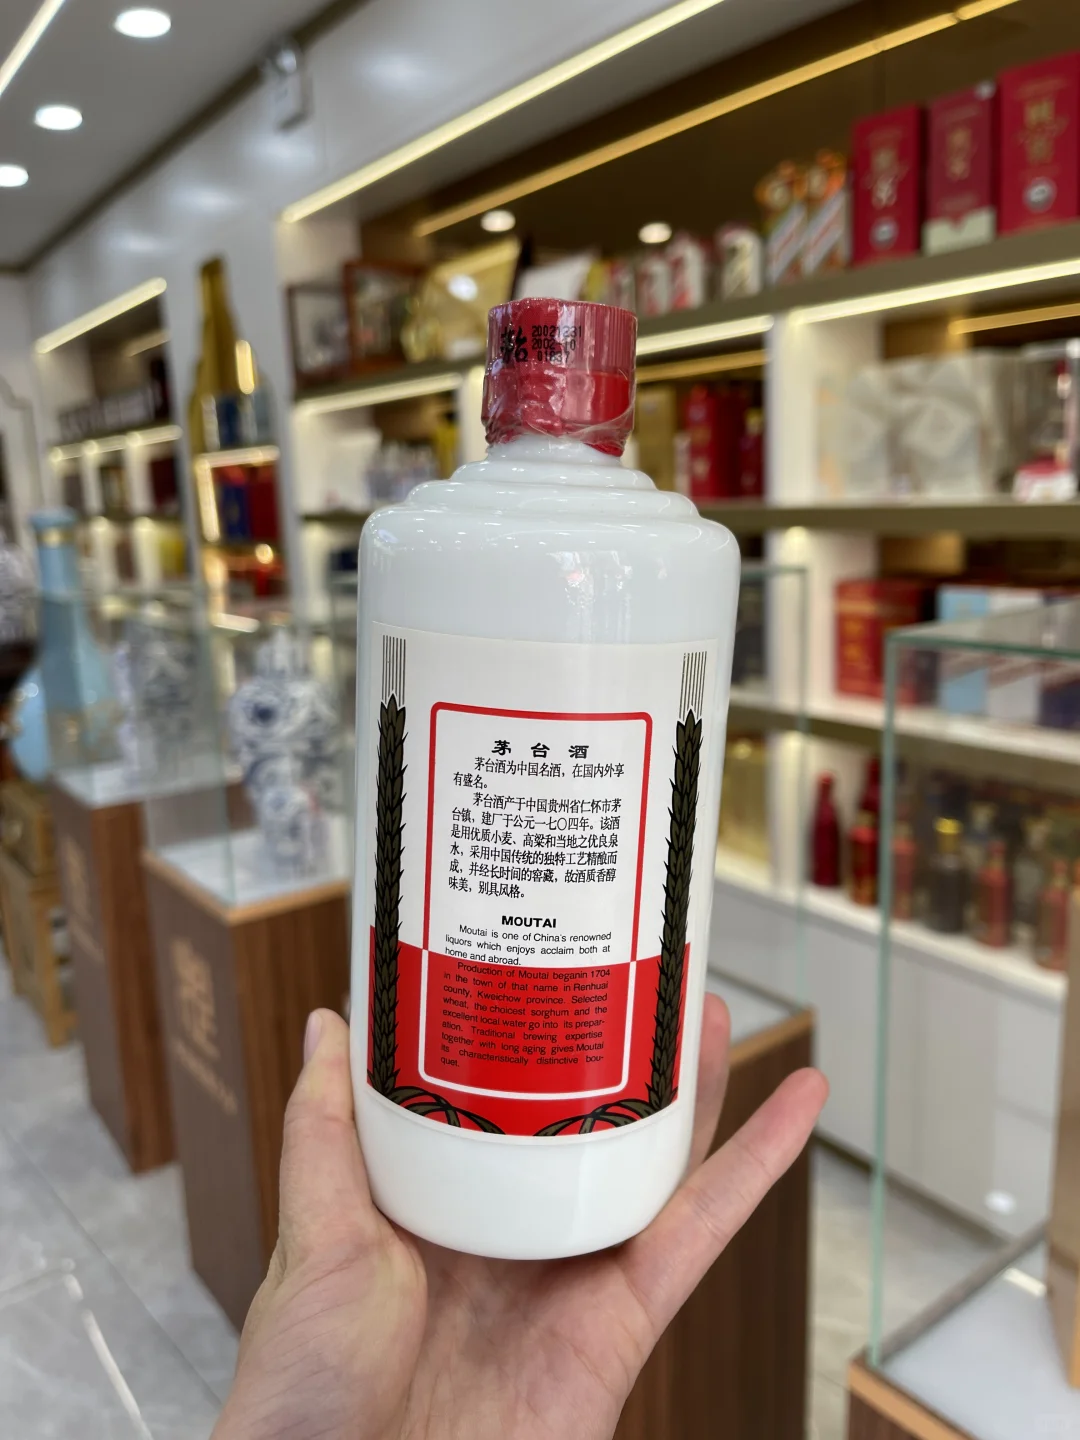 20021231
2002-10
茅台酒
茅台酒为中国名酒，在国内外享
有盛名。
茅台酒产于中国贵州省仁怀市茅
台镇，建厂于公元一七〇四年。该酒
是用优质小麦、高粱和当地之优良泉
水，采用中国传统的独特工艺精酿而
成，并经长时间的窖藏，故酒质香醇
味美，别具风格。
MOUTAI
Moutai is one of China's renowned
liquors which enjoys acclaim both at
home and abroad.
Production of Moutai beganin 1704
in the town of that name in Renhuai
county, Kweichow province. Selected
wheat, the choicest sorghum and the
excellent local water go into its prepar-
ation. Traditional brewing expertise
together with long aging gives Moutai
its characteristically distinctive bou-
quet.